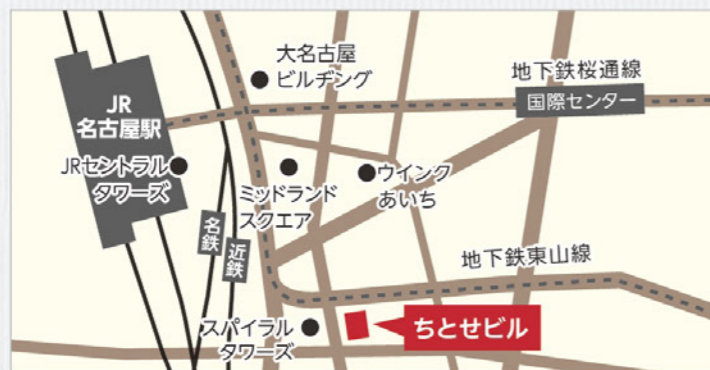 大名古屋
ビルヂング
地下鉄桜通線
国際センター
JR
名古屋駅
JRセントラル
タワーズ
ミッドランド
スクエア
ウインク
あいち
名鉄
近鉄
地下鉄東山線
スパイラル
タワーズ
ちとせビル